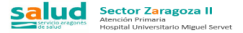 salud
servicio aragonés
de salud
Sector Zaragoza II
Atención Primaria
Hospital Universitario Miguel Servet